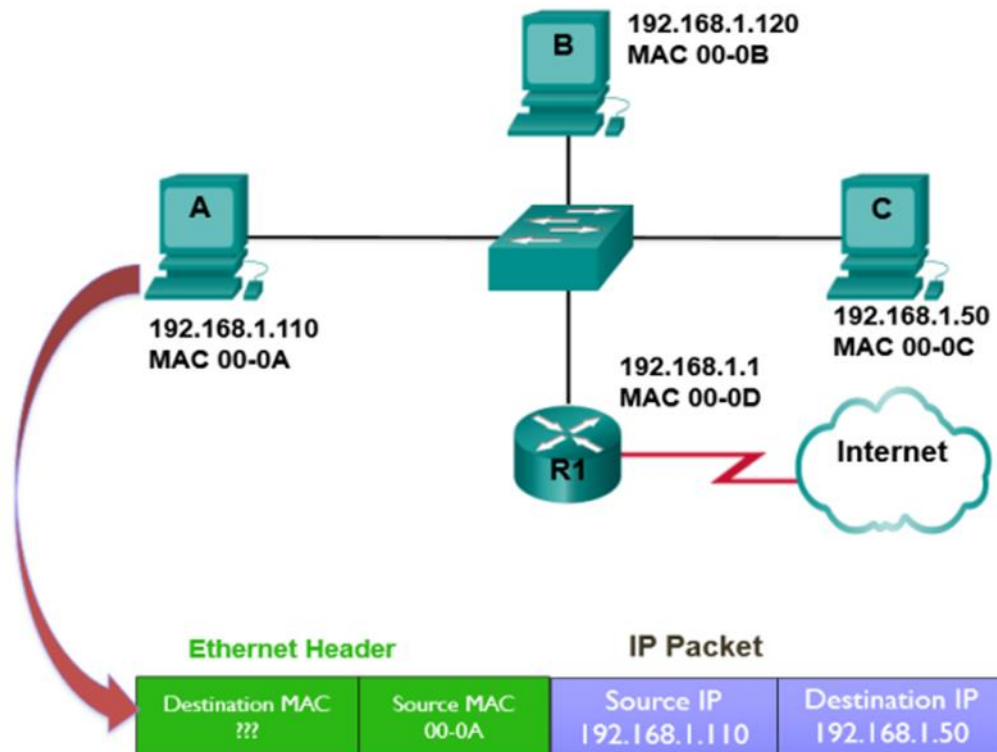 192.168.1.120
MAC 00-0B
B
A
C
192.168.1.110
MAC 00-0A
192.168.1.50
MAC 00-0C
192.168.1.1
MAC 00-0D
R1
Internet
Ethernet Header
IP Packet
Destination MAC
???
Source MAC
00-0A
Source IP
192.168.1.110
Destination IP
192.168.1.50